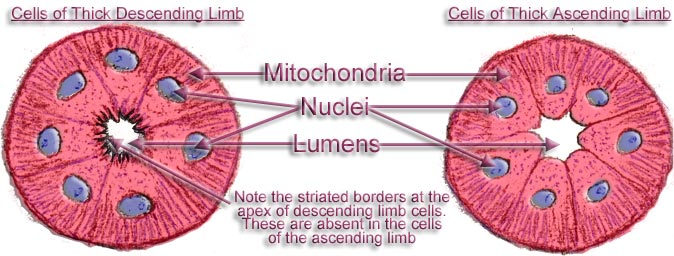 Cells of Thick Descending Limb
Cells of Thick Ascending Limb
Mitochondria
Nuclei
Lumens
Note the striated borders at the
apex of descending limb cells.
These are absent in the cells
of the ascending limb